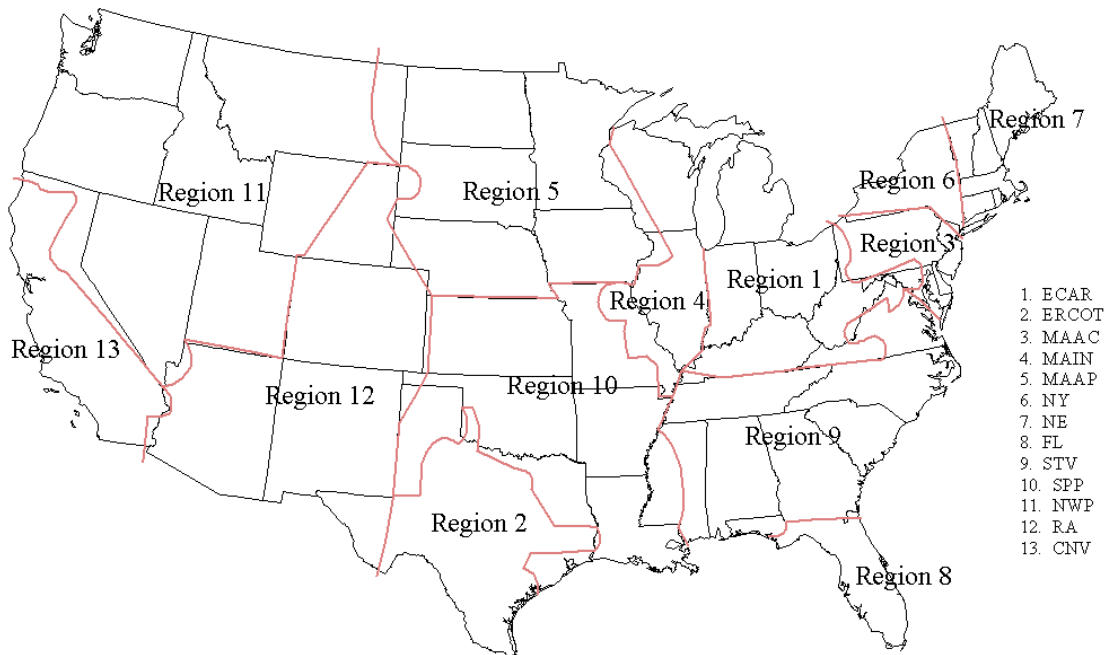 Region 7
Region 6
Region 11
Region 5
Region 3
Region 1
Region 4
Region 13
Region 12
Region 10
Region 9
Region 2
Region 8
1. ECAR
2. ERCOT
3. MAAC
4. MAIN
5. MAAP
6. NY
7. NE
8. FL
9. STV
10. SPP
11. NWP
12. RA
13. CNV